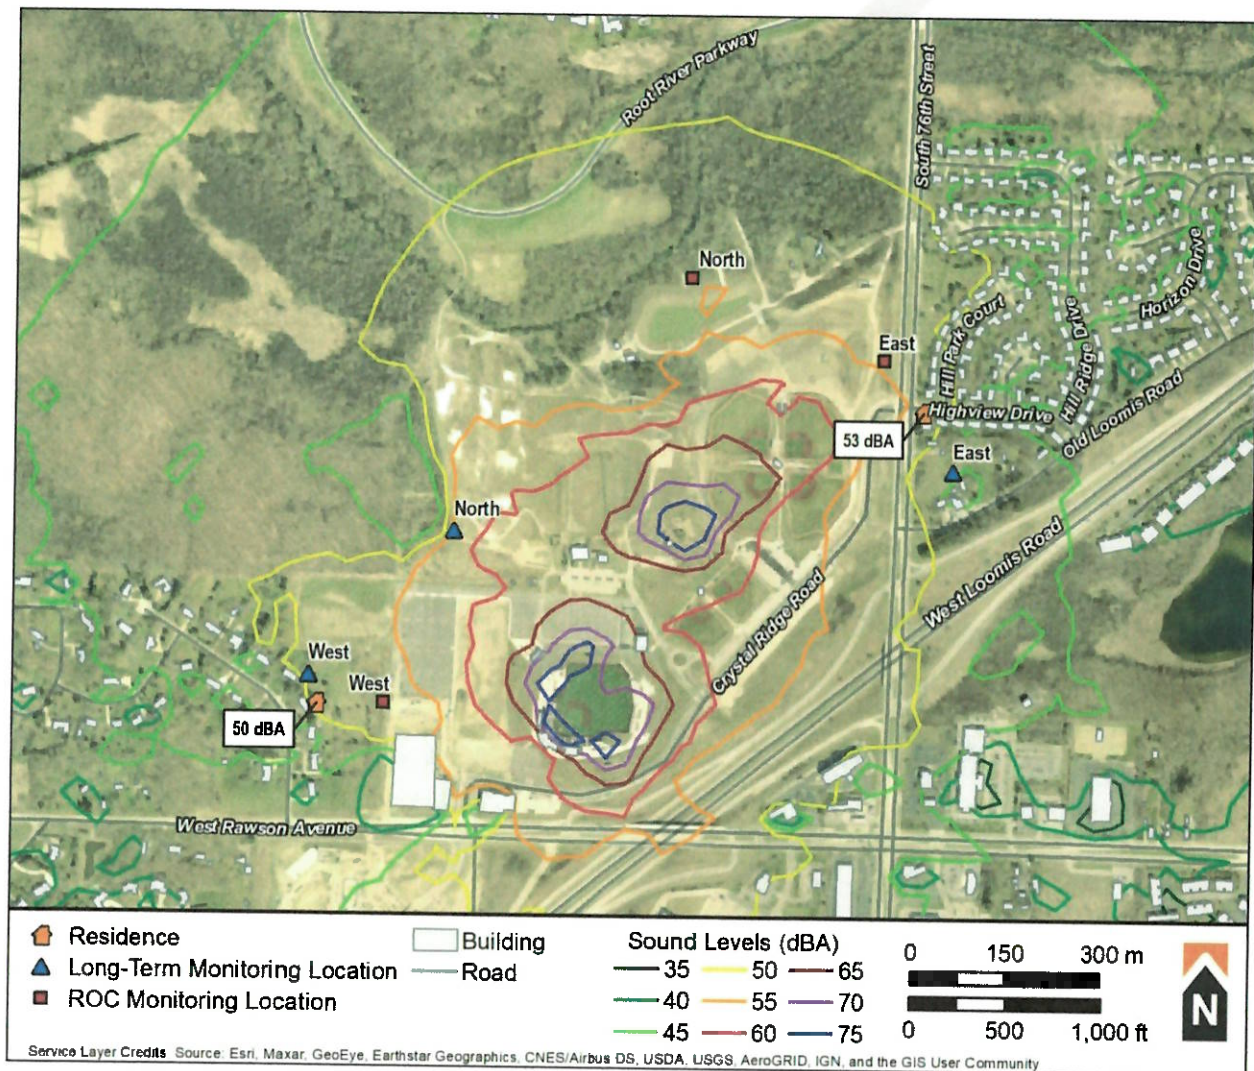 Root River Parkway
South 76th Street
North
East
Hill Park Court
Hill Ridge Drive
Horizon Drive
Highview Drive
53 dBA
Old Loomis Road
East
North
West Loomis Road
Crystal Ridge Road
West
West
50 dBA
West Rawson Avenue
Residence
Long-Term Monitoring Location
ROC Monitoring Location
Building
Road
Sound Levels (dBA)
35 50 65
40 55 70
45 60 75
0 150 300 m
0 500 1,000 ft
N
Service Layer Credits Source: Esri, Maxar, GeoEye, Earthstar Geographics, CNES/Airbus DS, USDA, USGS, AeroGRID, IGN, and the GIS User Community